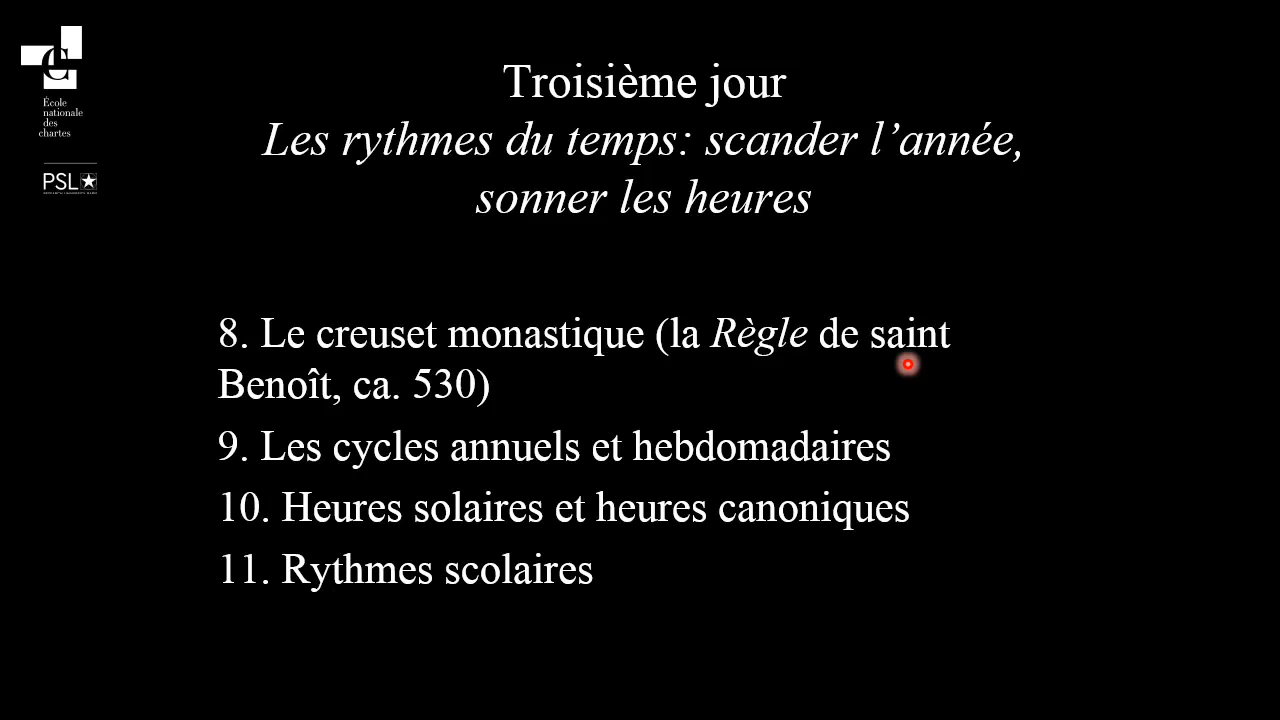 École
nationale
des
chartes
PSL
Troisième jour
Les rythmes du temps: scander l’année,
sonner les heures
8. Le creuset monastique (la Règle de saint
Benoît, ca. 530)
9. Les cycles annuels et hebdomadaires
10. Heures solaires et heures canoniques
11. Rythmes scolaires